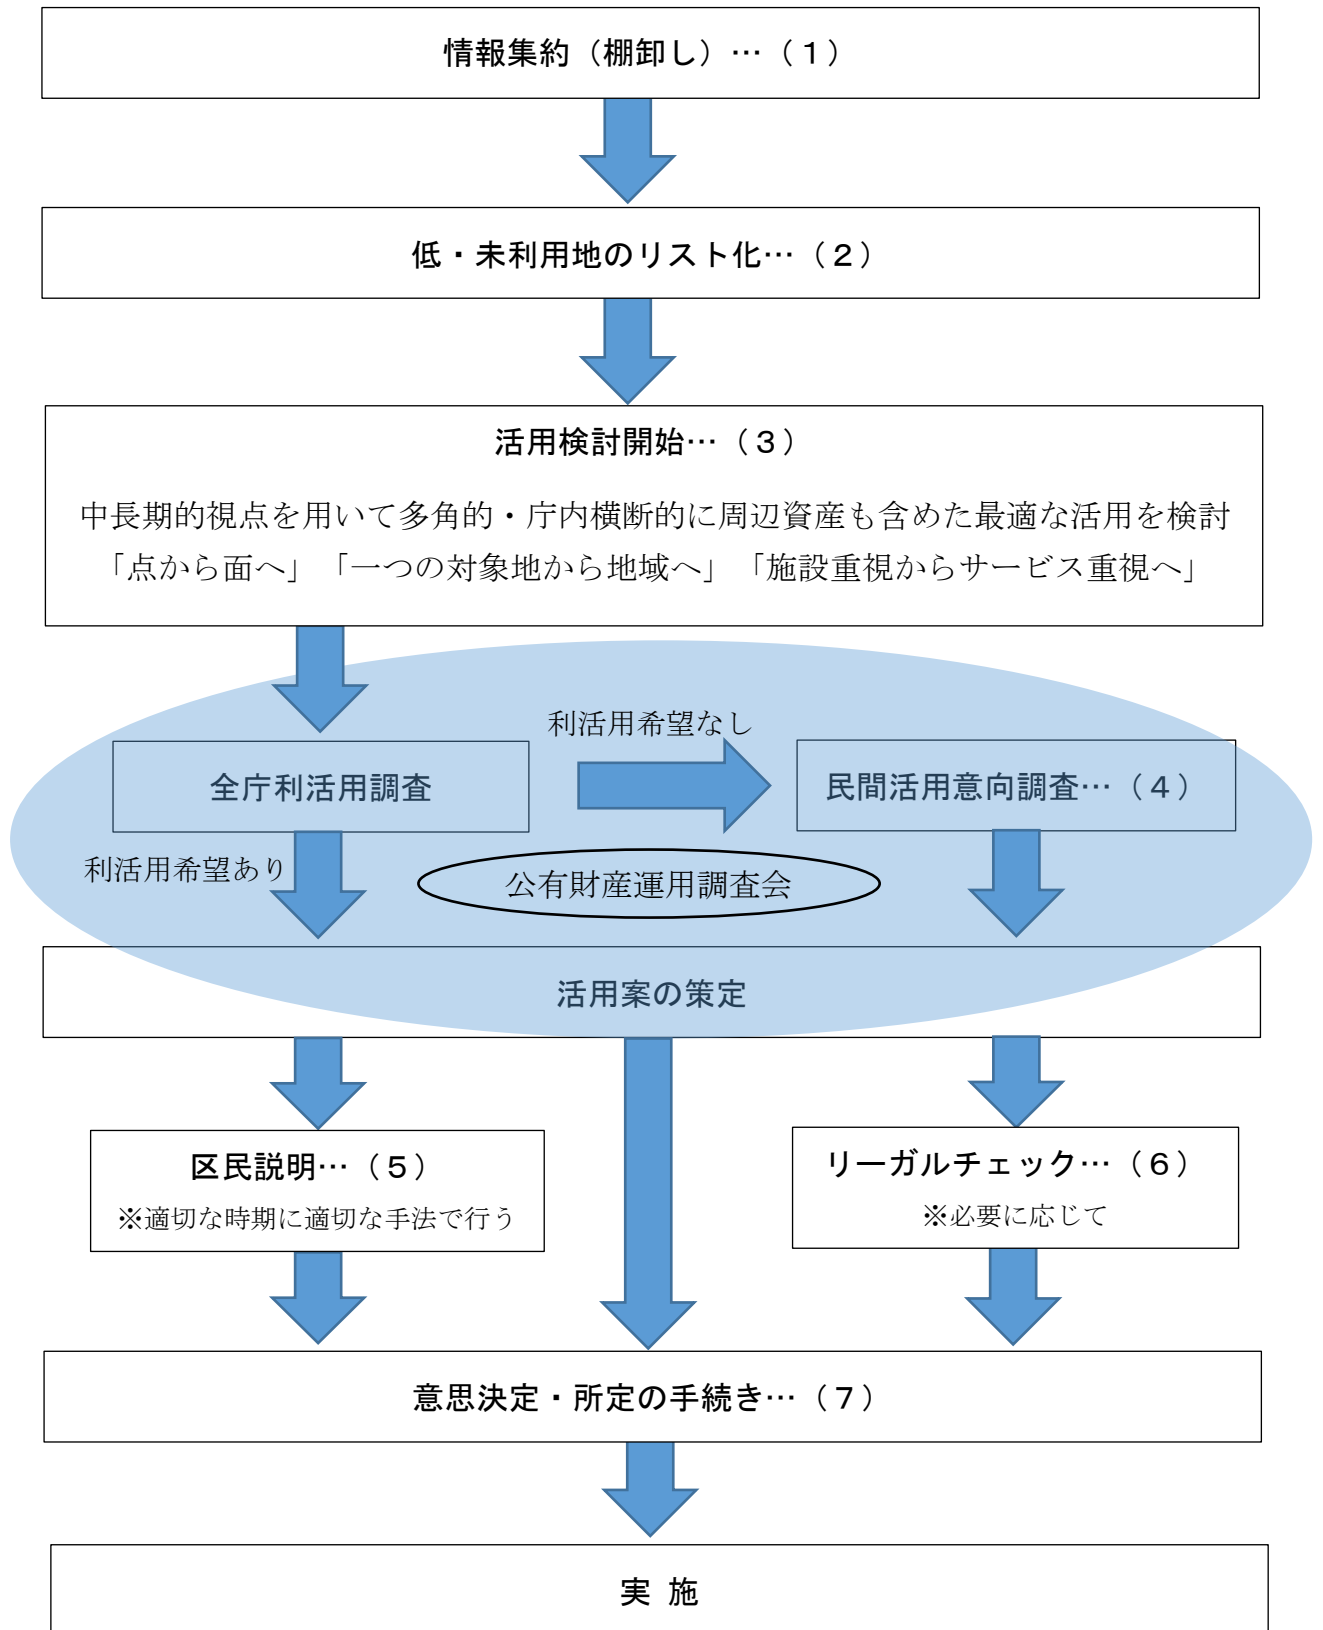 情報集約（棚卸し）…（１）
低・未利用地のリスト化…（２）
活用検討開始…（３）
中長期的視点を用いて多角的・庁内横断的に周辺資産も含めた最適な活用を検討
「点から面へ」「一つの対象地から地域へ」「施設重視からサービス重視へ」
利活用希望なし
全庁利活用調査
民間活用意向調査…（４）
利活用希望あり
公有財産運用調査会
活用案の策定
区民説明…（５）
※適切な時期に適切な手法で行う
リーガルチェック…（６）
※必要に応じて
意思決定・所定の手続き…（７）
実 施